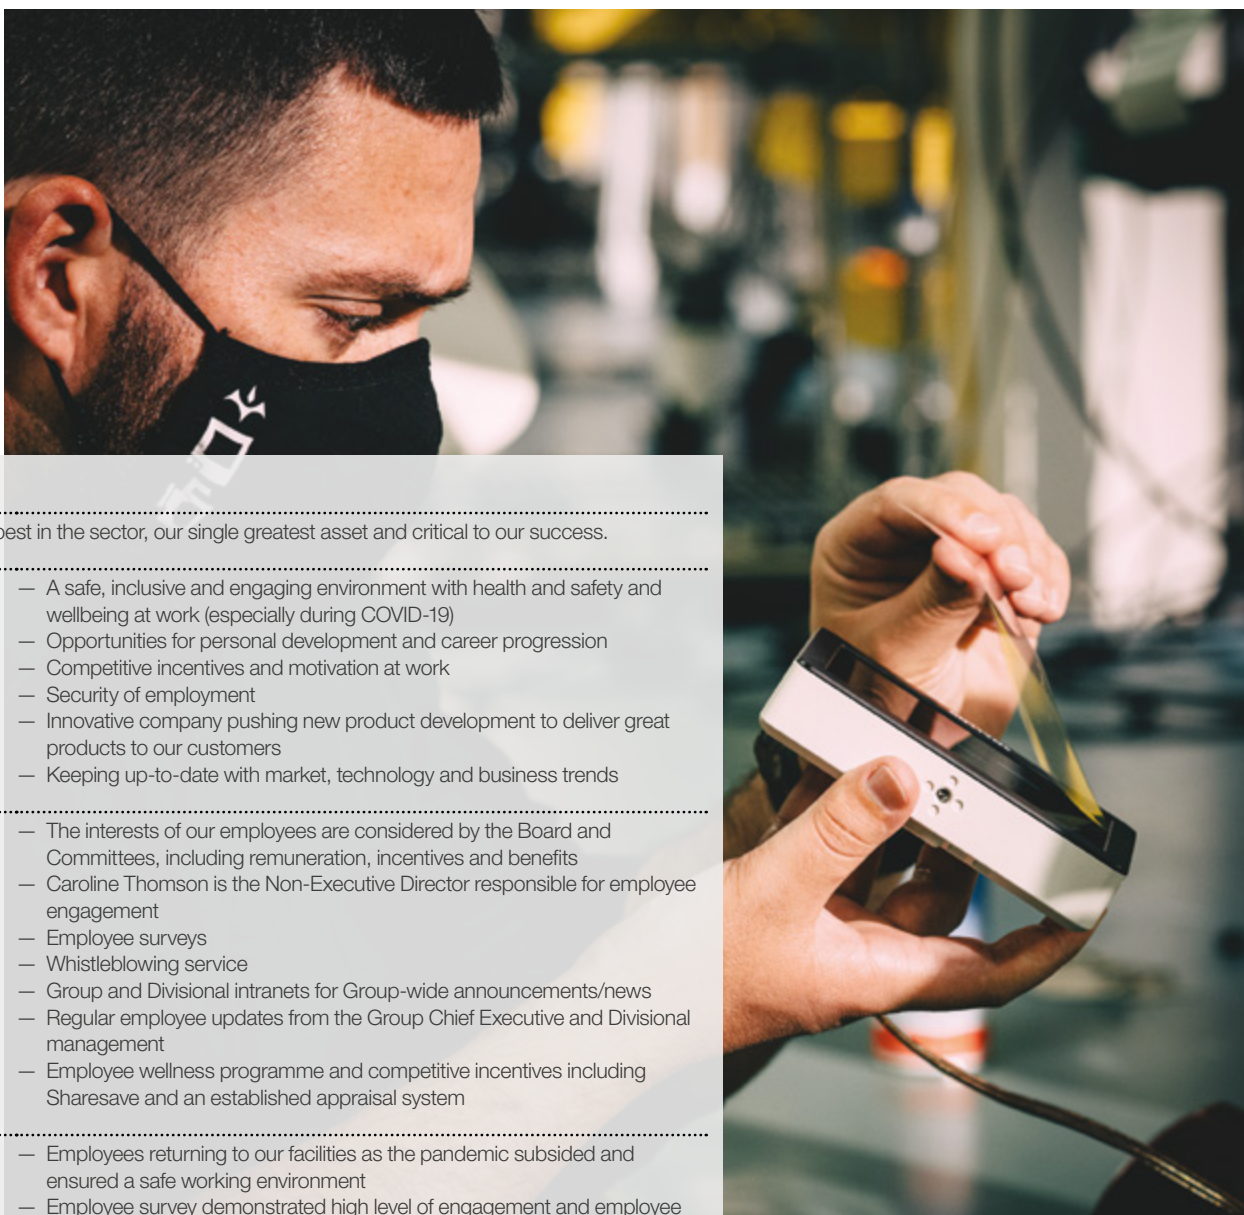 best in the sector, our single greatest asset and critical to our success.
— A safe, inclusive and engaging environment with health and safety and
wellbeing at work (especially during COVID-19)
— Opportunities for personal development and career progression
— Competitive incentives and motivation at work
— Security of employment
— Innovative company pushing new product development to deliver great
products to our customers
— Keeping up-to-date with market, technology and business trends
— The interests of our employees are considered by the Board and
Committees, including remuneration, incentives and benefits
— Caroline Thomson is the Non-Executive Director responsible for employee
engagement
— Employee surveys
— Whistleblowing service
— Group and Divisional intranets for Group-wide announcements/news
— Regular employee updates from the Group Chief Executive and Divisional
management
— Employee wellness programme and competitive incentives including
Sharesave and an established appraisal system
— Employees returning to our facilities as the pandemic subsided and
ensured a safe working environment
— Employee survey demonstrated high level of engagement and employee